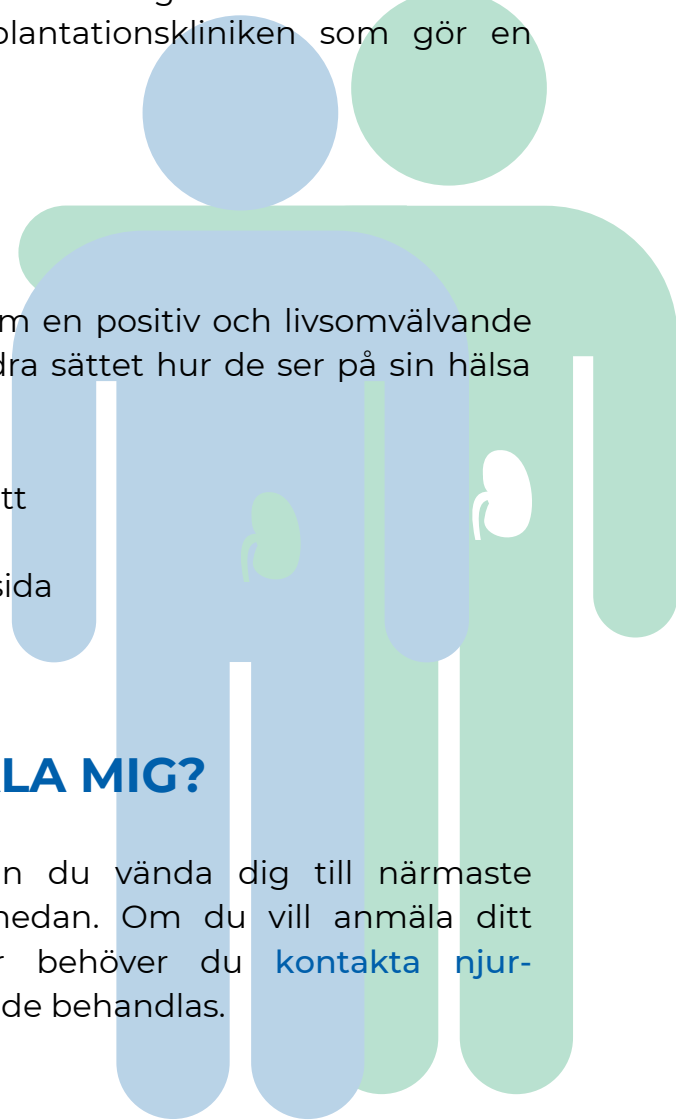 plantationskliniken som gör en
m en positiv och livsomvälvande
dra sättet hur de ser på sin hälsa
tt
sida
LA MIG?
n du vända dig till närmaste
nedan. Om du vill anmäla ditt
r behöver du kontakta njur-
de behandlas.